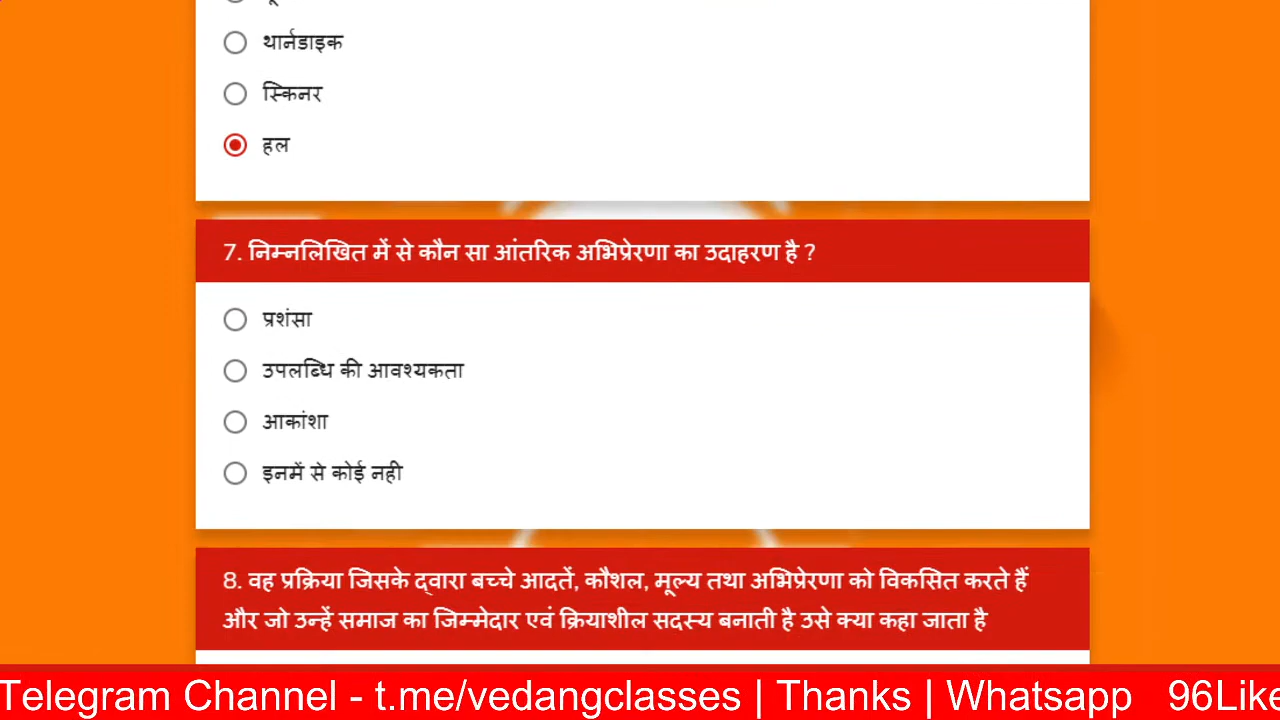 थार्नडाइक
स्किनर
हल
7. निम्नलिखित में से कौन सा आंतरिक अभिप्रेरणा का उदाहरण है ?
प्रशंसा
उपलब्धि की आवश्यकता
आकांशा
इनमें से कोई नही
8. वह प्रक्रिया जिसके द्वारा बच्चे आदतें, कौशल, मूल्य तथा अभिप्रेरणा को विकसित करते हैं
और जो उन्हें समाज का जिम्मेदार एवं क्रियाशील सदस्य बनाती है उसे क्या कहा जाता है
Telegram Channel - t.me/vedangclasses | Thanks | Whatsapp 96Like